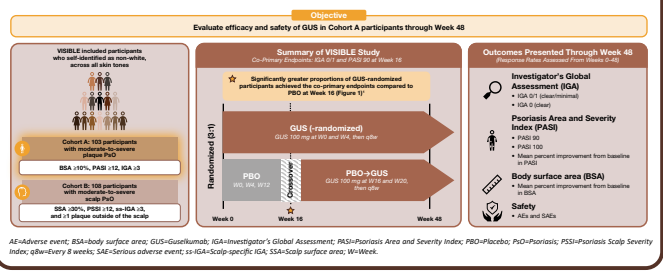 Objective
Evaluate efficacy and safety of GUS in Cohort A participants through Week 48
VISIBLE included participants
who self-identified as non-white,
across all skin tones
Cohort A: 103 participants
with moderate-to-severe
plaque PsO
BSA ≥10%, PASI ≥12, IGA ≥3
Cohort B: 108 participants
with moderate-to-severe
scalp PsO
SSA ≥30%, PSSI ≥12, ss-IGA ≥3,
and ≥1 plaque outside of the scalp
Summary of VISIBLE Study
Co-Primary Endpoints: IGA 0/1 and PASI 90 at Week 16
Significantly greater proportions of GUS-randomized
participants achieved the co-primary endpoints compared to
PBO at Week 16 (Figure 1)¹
Randomized (3:1)
GUS (-randomized)
GUS 100 mg at W0 and W4, then q8w
PBO
W0, W4, W12
Crossover
PBO→GUS
GUS 100 mg at W16 and W20,
then q8w
Week 0
Week 16
Week 48
Outcomes Presented Through Week 48
(Response Rates Assessed From Weeks 0–48)
Investigator's Global
Assessment (IGA)
• IGA 0/1 (clear/minimal)
• IGA 0 (clear)
Psoriasis Area and Severity
Index (PASI)
• PASI 90
• PASI 100
• Mean percent improvement from baseline
in PASI
Body surface area (BSA)
• Mean percent improvement from baseline
Safety
• AEs and SAEs
AE=Adverse event; BSA=body surface area; GUS=Guselkumab; IGA=Investigator's Global Assessment; PASI=Psoriasis Area and Severity Index; PBO=Placebo; PsO=Psoriasis; PSSI=Psoriasis Scalp Severity
Index; q8w=Every 8 weeks; SAE=Serious adverse event; ss-IGA=Scalp-specific IGA; SSA=Scalp surface area; W=Week.